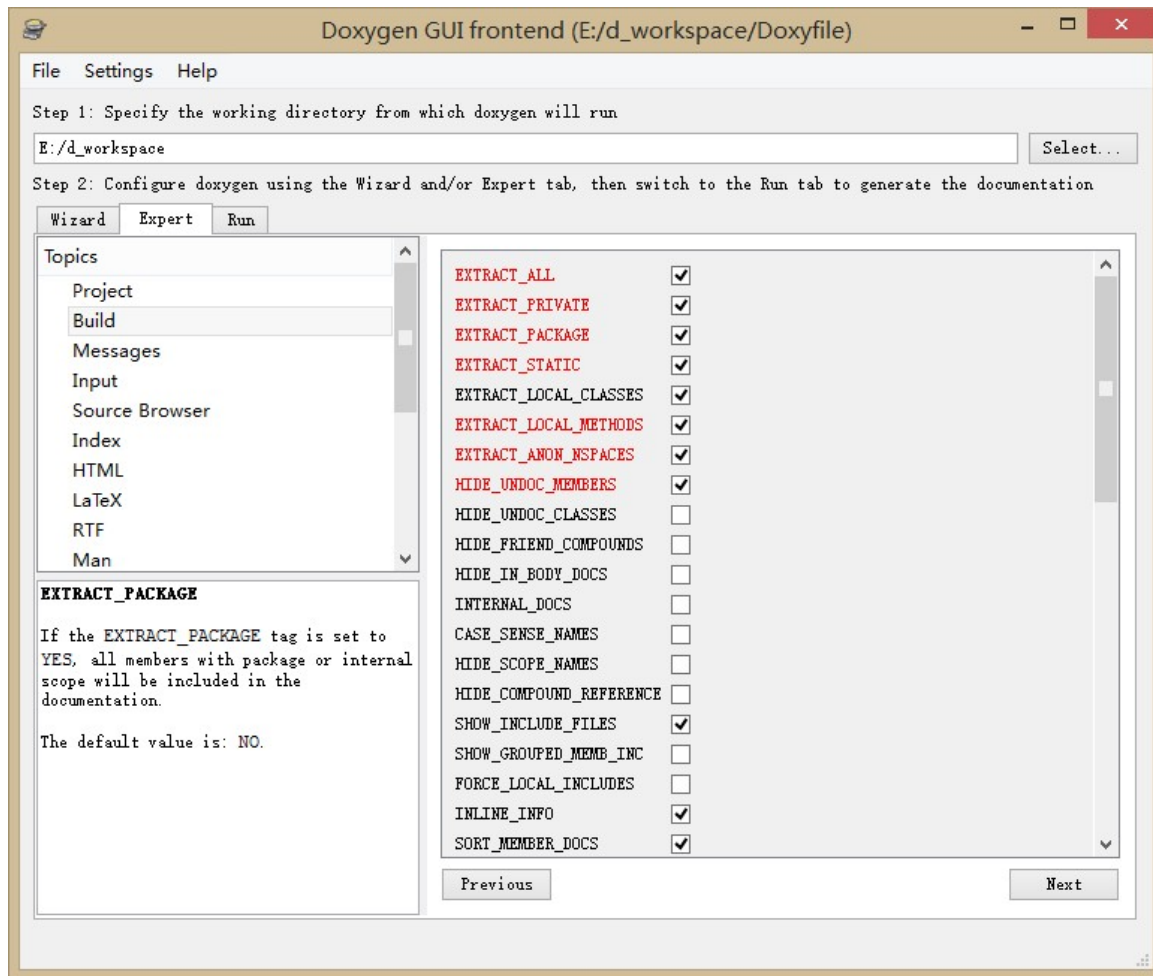 Doxygen GUI frontend (E:/d_workspace/Doxyfile)
File Settings Help
Step 1: Specify the working directory from which doxygen will run
E:/d_workspace
Select...
Step 2: Configure doxygen using the Wizard and/or Expert tab, then switch to the Run tab to generate the documentation
Wizard Expert Run
Topics
Project
Build
Messages
Input
Source Browser
Index
HTML
LaTeX
RTF
Man
EXTRACT_PACKAGE
If the EXTRACT_PACKAGE tag is set to
YES, all members with package or internal
scope will be included in the
documentation.
The default value is: NO.
EXTRACT_ALL
EXTRACT_PRIVATE
EXTRACT_PACKAGE
EXTRACT_STATIC
EXTRACT_LOCAL_CLASSES
EXTRACT_LOCAL_METHODS
EXTRACT_ANON_NSPACES
HIDE_UNDOC_MEMBERS
HIDE_UNDOC_CLASSES
HIDE_FRIEND_COMPOUNDS
HIDE_IN_BODY_DOCS
INTERNAL_DOCS
CASE_SENSE_NAMES
HIDE_SCOPE_NAMES
HIDE_COMPOUND_REFERENCE
SHOW_INCLUDE_FILES
SHOW_GROUPED_MEMB_INC
FORCE_LOCAL_INCLUDES
INLINE_INFO
SORT_MEMBER_DOCS
Previous
Next